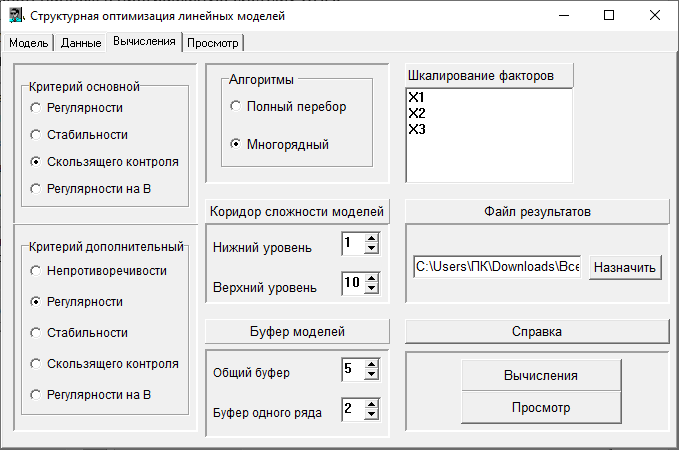 Структурная оптимизация линейных моделей
Модель
Данные
Вычисления
Просмотр
Критерий основной
Регулярности
Стабильности
Скользящего контроля
Регулярности на В
Критерий дополнительный
Непротиворечивости
Регулярности
Стабильности
Скользящего контроля
Регулярности на В
Алгоритмы
Полный перебор
Многорядный
Коридор сложности моделей
Нижний уровень 1
Верхний уровень 10
Буфер моделей
Общий буфер 5
Буфер одного ряда 2
Шкалирование факторов
X1
X2
X3
Файл результатов
C:\Users\ПК\Downloads\Все
Назначить
Справка
Вычисления
Просмотр